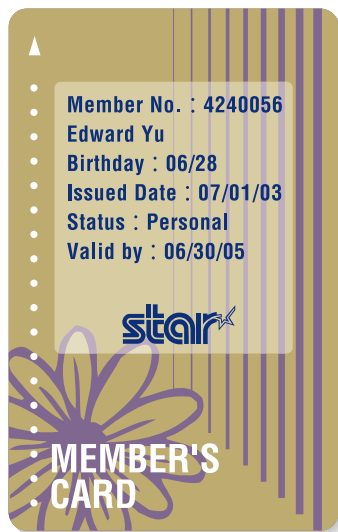 Member No. : 4240056
Edward Yu
Birthday : 06/28
Issued Date : 07/01/03
Status : Personal
Valid by : 06/30/05
star
MEMBER'S
CARD